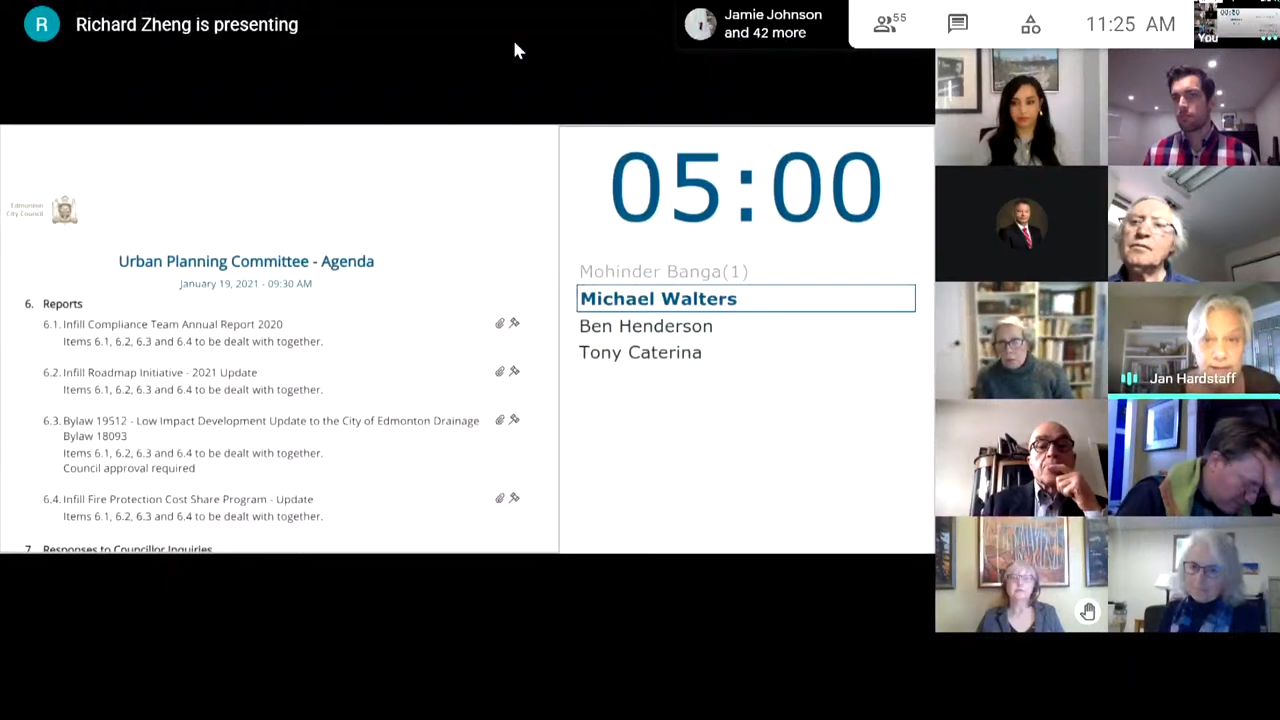 R
Richard Zheng is presenting
Jamie Johnson
and 42 more
55
11:25 AM
You
Edmonton
City Council
Urban Planning Committee - Agenda
January 19, 2021 - 09:30 AM
6. Reports
6.1. Infill Compliance Team Annual Report 2020
Items 6.1, 6.2, 6.3 and 6.4 to be dealt with together.
6.2. Infill Roadmap Initiative - 2021 Update
Items 6.1, 6.2, 6.3 and 6.4 to be dealt with together.
6.3. Bylaw 19512 - Low Impact Development Update to the City of Edmonton Drainage
Bylaw 18093
Items 6.1, 6.2, 6.3 and 6.4 to be dealt with together.
Council approval required
6.4. Infill Fire Protection Cost Share Program - Update
Items 6.1, 6.2, 6.3 and 6.4 to be dealt with together.
7. Responses to Councillor Inquiries
05:00
Mohinder Banga(1)
Michael Walters
Ben Henderson
Tony Caterina
Jan Hardstaff